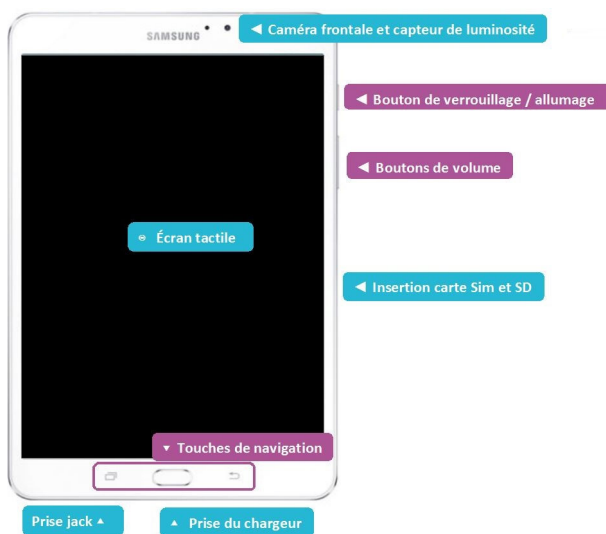 SAMSUNG
◄ Caméra frontale et capteur de luminosité
◄ Bouton de verrouillage / allumage
◄ Boutons de volume
Écran tactile
◄ Insertion carte Sim et SD
▼ Touches de navigation
Prise jack ▲
▲ Prise du chargeur